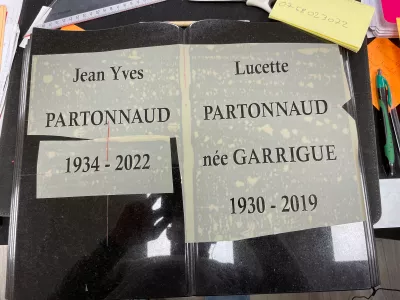 Jean Yves
PARTONNAUD
1934 - 2022
Lucette
PARTONNAUD
née GARRIGUE
1930 - 2019